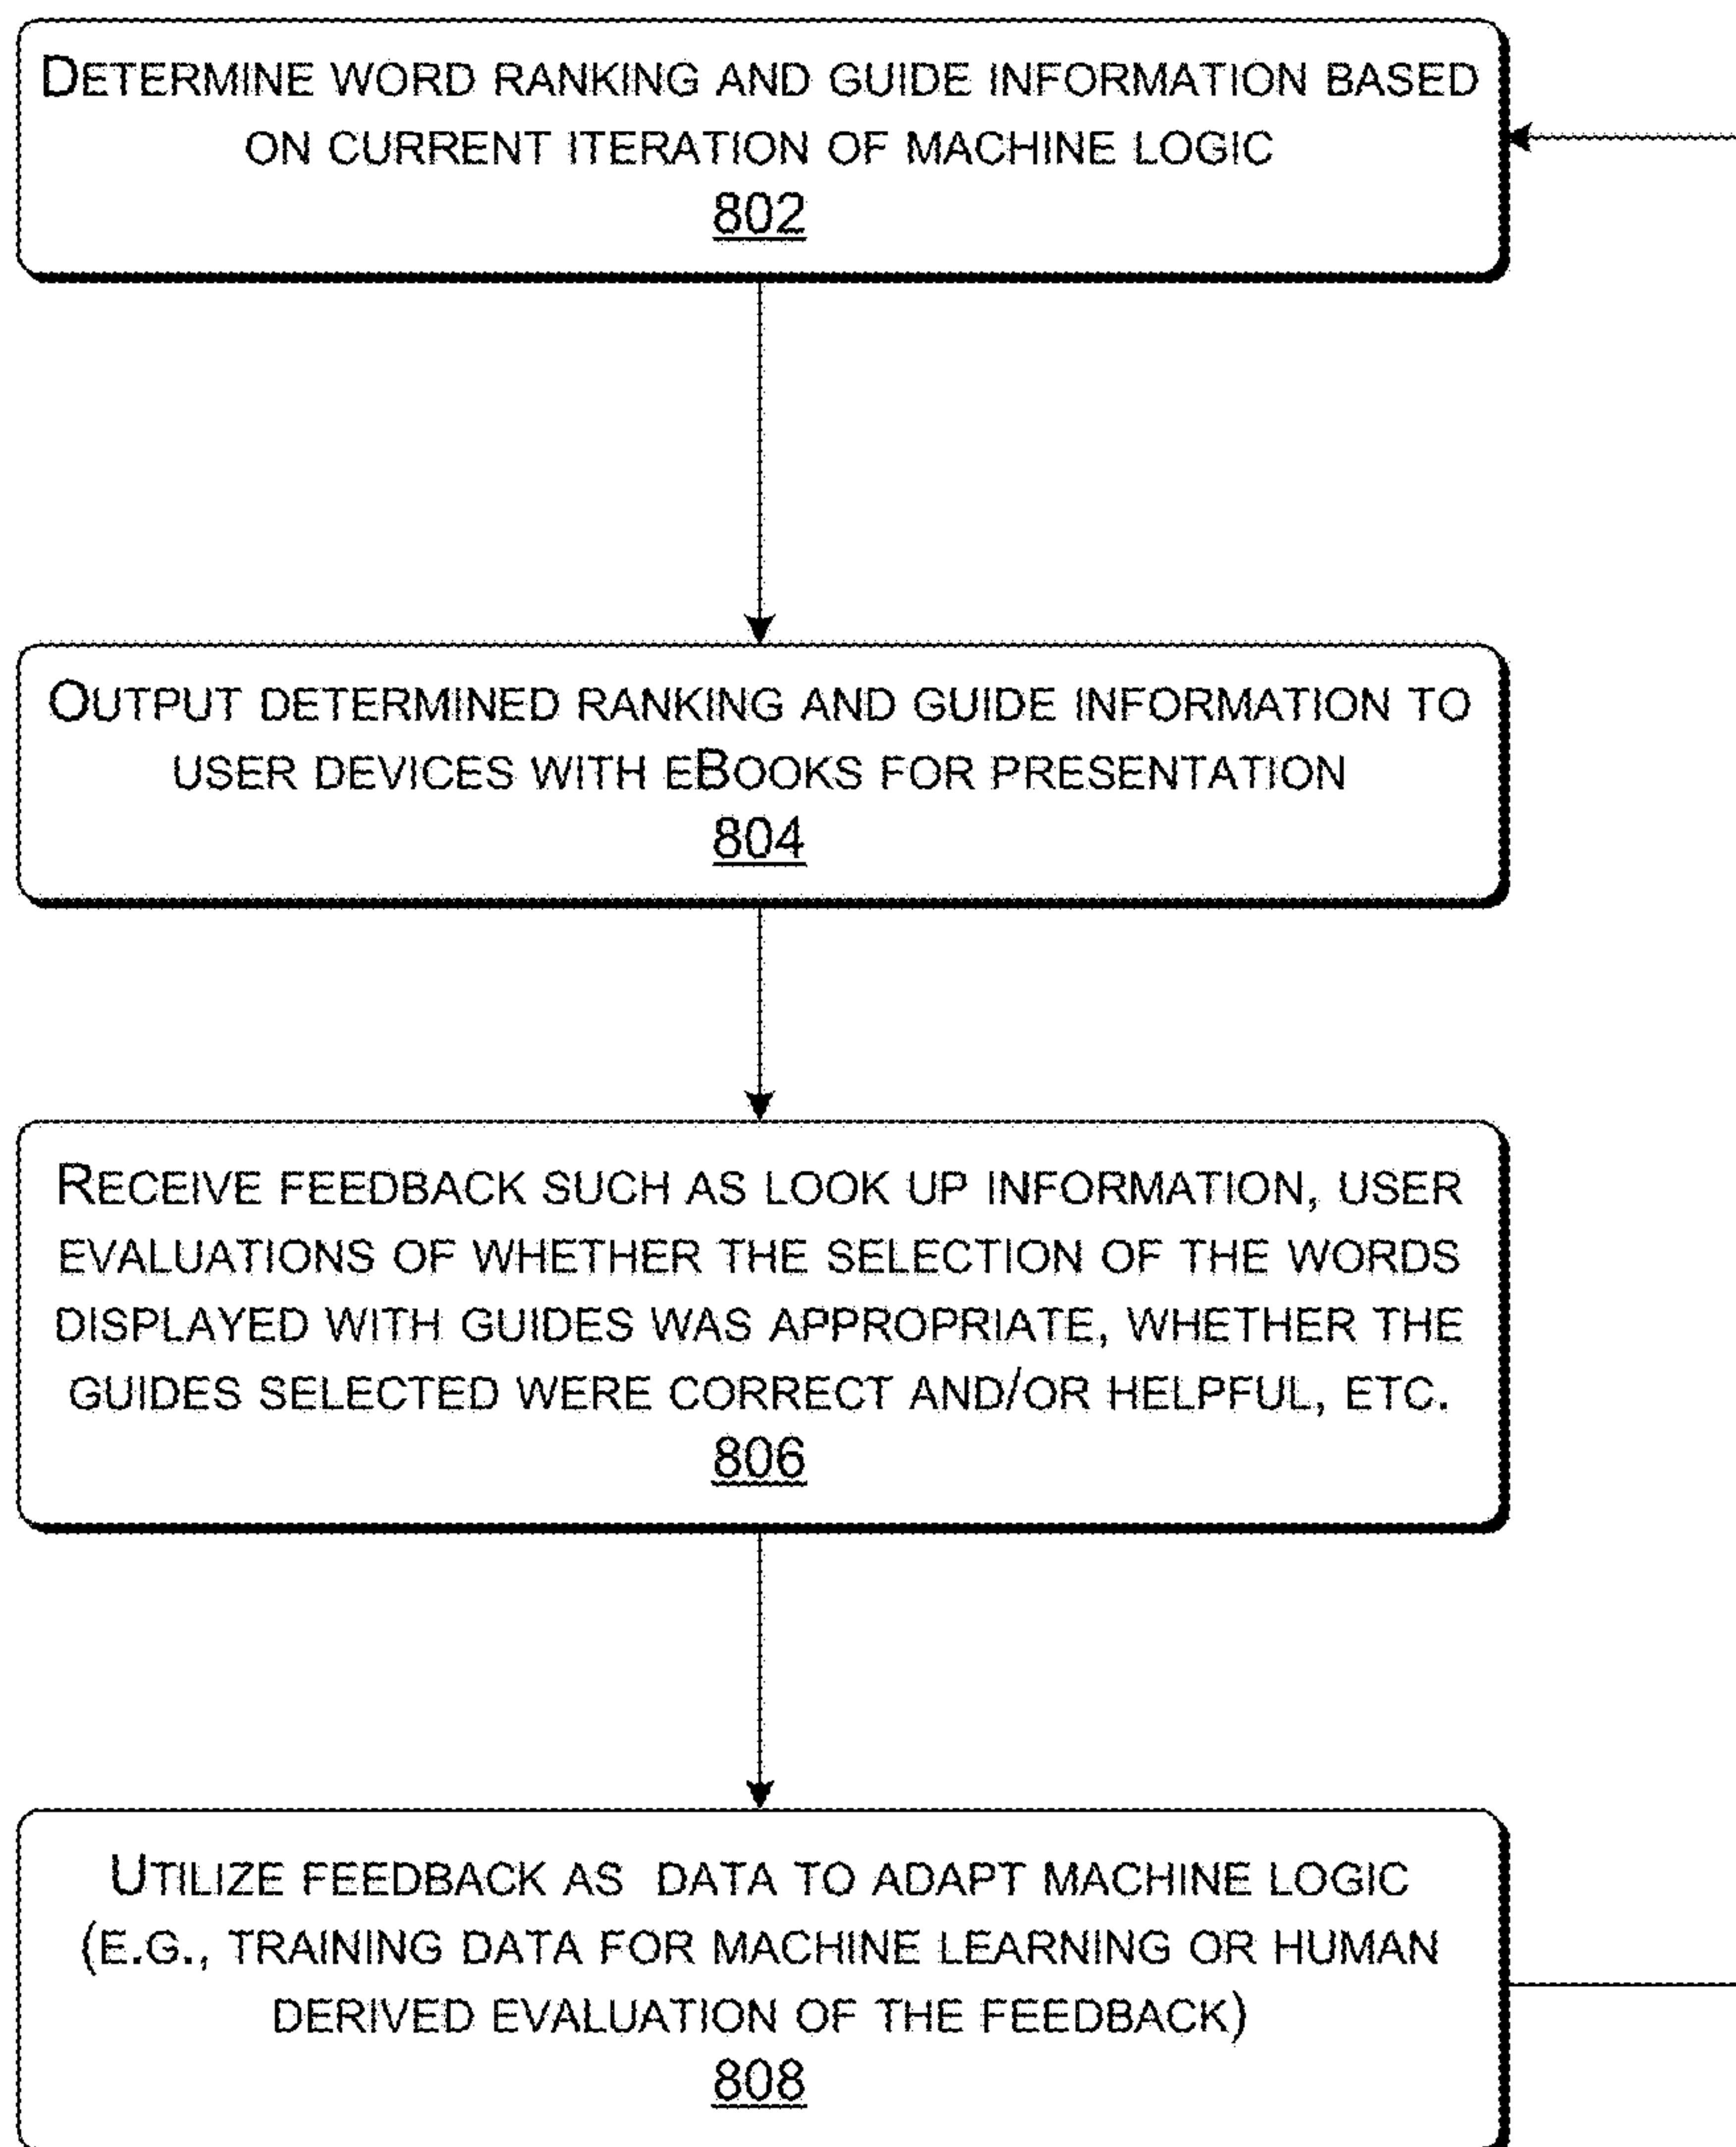 DETERMINE WORD RANKING AND GUIDE INFORMATION BASED
ON CURRENT ITERATION OF MACHINE LOGIC
802
OUTPUT DETERMINED RANKING AND GUIDE INFORMATION TO
USER DEVICES WITH EBOOKS FOR PRESENTATION
804
RECEIVE FEEDBACK SUCH AS LOOK UP INFORMATION, USER
EVALUATIONS OF WHETHER THE SELECTION OF THE WORDS
DISPLAYED WITH GUIDES WAS APPROPRIATE, WHETHER THE
GUIDES SELECTED WERE CORRECT AND/OR HELPFUL, ETC.
806
UTILIZE FEEDBACK AS DATA TO ADAPT MACHINE LOGIC
(E.G., TRAINING DATA FOR MACHINE LEARNING OR HUMAN
DERIVED EVALUATION OF THE FEEDBACK)
808